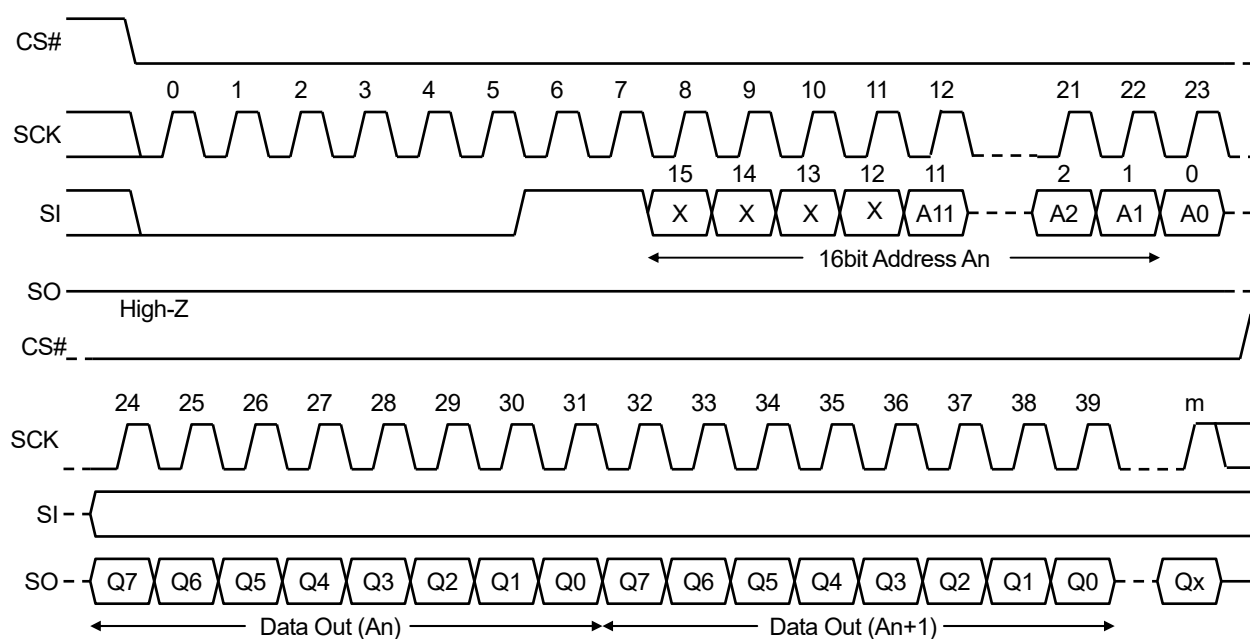 CS#
0 1 2 3 4 5 6 7 8 9 10 11 12 21 22 23
SCK
15 14 13 12 11 2 1 0
SI X X X X A11 A2 A1 A0
16bit Address An
SO
High-Z
CS#
24 25 26 27 28 29 30 31 32 33 34 35 36 37 38 39 m
SCK
SI
SO Q7 Q6 Q5 Q4 Q3 Q2 Q1 Q0 Q7 Q6 Q5 Q4 Q3 Q2 Q1 Q0 Qx
Data Out (An) Data Out (An+1)